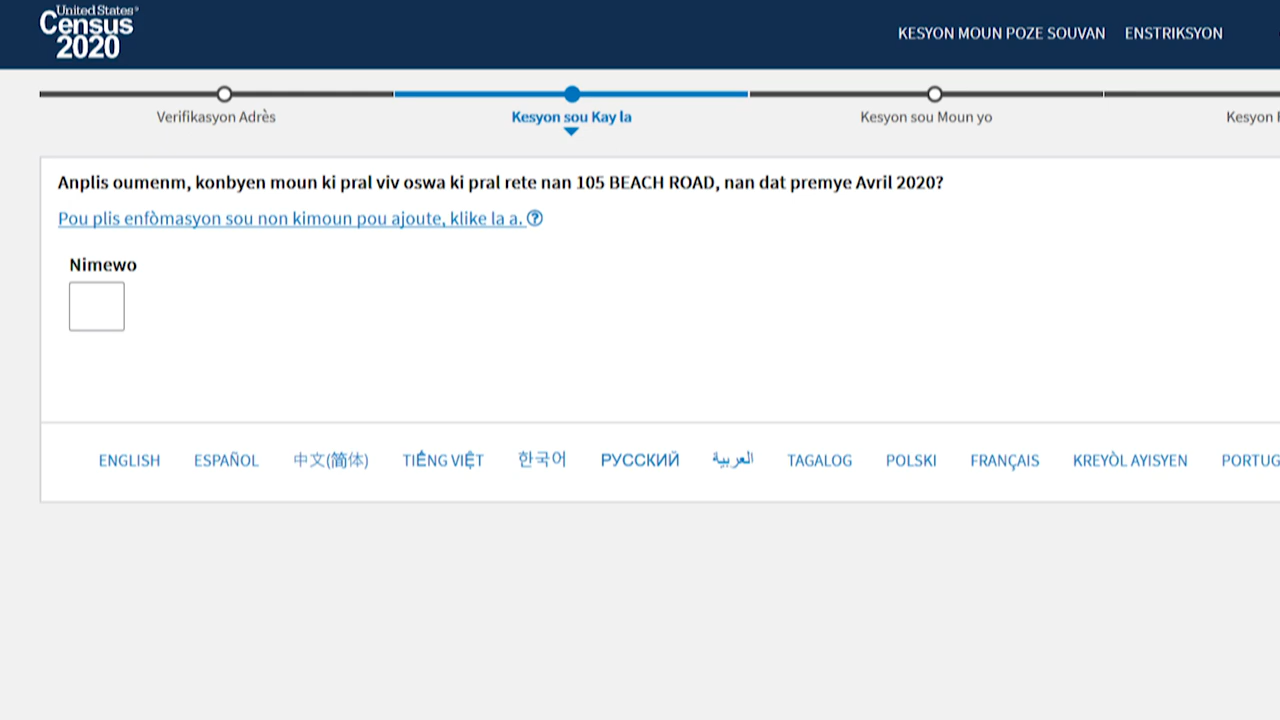 United States®
Census
2020
KESYON MOUN POZE SOUVAN ENSTRIKSYON
Verifikasyon Adrès Kesyon sou Kay la Kesyon sou Moun yo Kesyon
Anplis oumenm, konbyen moun ki pral viv oswa ki pral rete nan 105 BEACH ROAD, nan dat premye Avril 2020?
Pou plis enfòmasyon sou non kimoun pou ajoute, klike la a.
Nimewo
ENGLISH ESPAÑOL 中文(简体) TIẾNG VIỆT 한국어 РУССКИЙ العربية TAGALOG POLSKI FRANÇAIS KREYÒL AYISYEN PORTUG